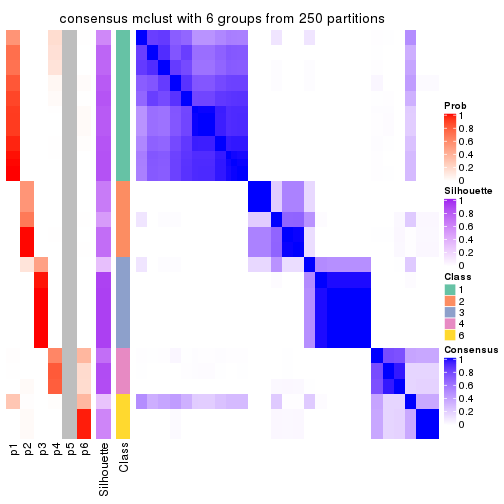 consensus mclust with 6 groups from 250 partitions
Prob
1
0.8
0.6
0.4
0.2
0
Silhouette
1
0.8
0.6
0.4
0.2
0
Class
1
2
3
4
6
Consensus
1
0.8
0.6
0.4
0.2
0
p1
p2
p3
p4
p5
p6
Silhouette
Class